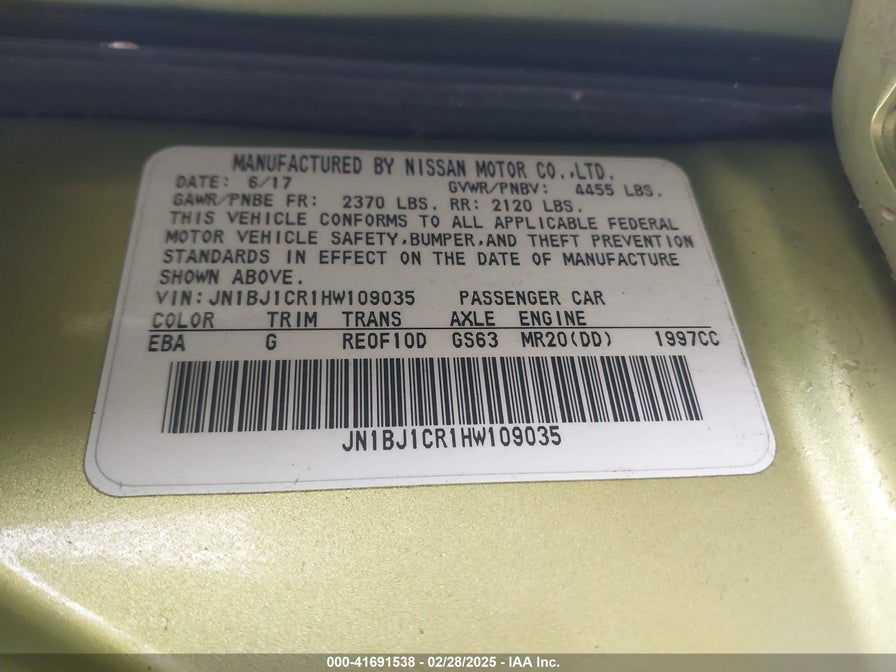 MANUFACTURED BY NISSAN MOTOR CO.,LTD.
DATE: 6/17 GVWR/PNBV: 4455 LBS.
GAWR/PNBE FR: 2370 LBS. RR: 2120 LBS.
THIS VEHICLE CONFORMS TO ALL APPLICABLE FEDERAL
MOTOR VEHICLE SAFETY,BUMPER,AND THEFT PREVENTION
STANDARDS IN EFFECT ON THE DATE OF MANUFACTURE
SHOWN ABOVE.
VIN:JN1BJ1CR1HW109035 PASSENGER CAR
COLOR TRIM TRANS AXLE ENGINE
EBA G RE0F10D GS63 MR20(DD) 1997CC
JN1BJ1CR1HW109035
000-41691538 - 02/28/2025 - IAA Inc.